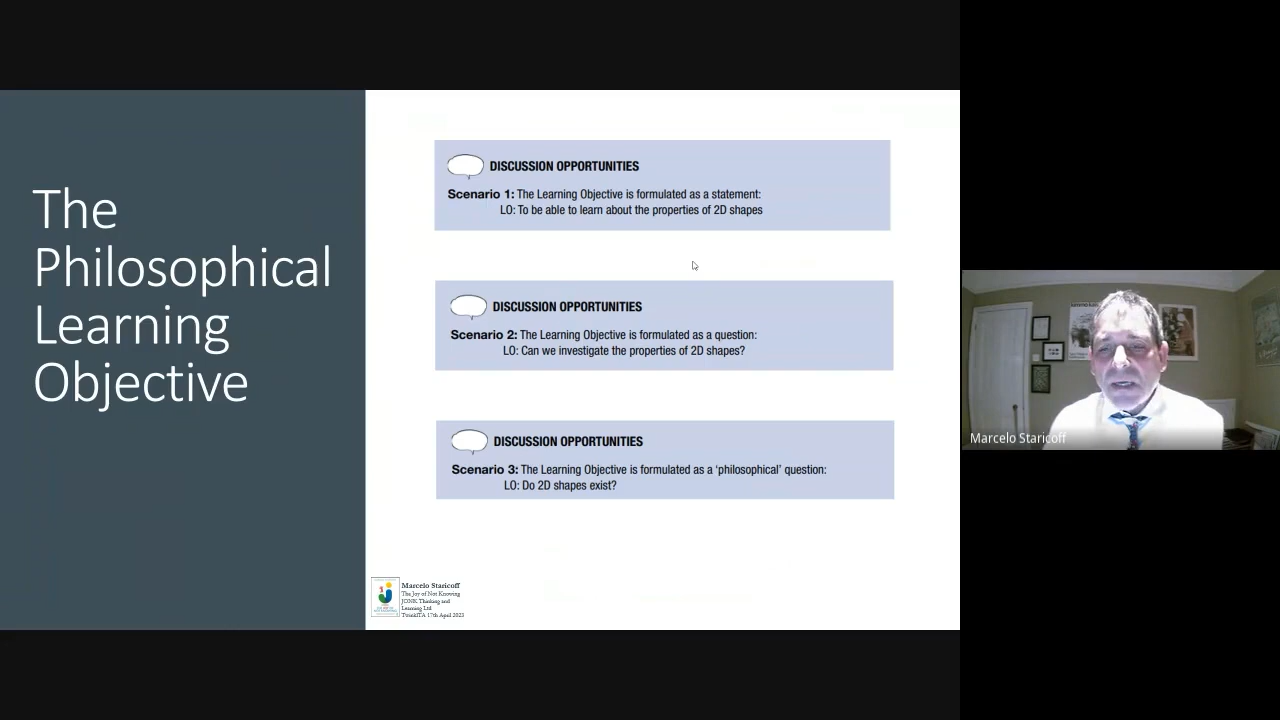 The
Philosophical
Learning
Objective
DISCUSSION OPPORTUNITIES
Scenario 1: The Learning Objective is formulated as a statement:
LO: To be able to learn about the properties of 2D shapes
DISCUSSION OPPORTUNITIES
Scenario 2: The Learning Objective is formulated as a question:
LO: Can we investigate the properties of 2D shapes?
DISCUSSION OPPORTUNITIES
Scenario 3: The Learning Objective is formulated as a ‘philosophical’ question:
LO: Do 2D shapes exist?
Marcelo Staricoff
The Joy of Not Knowing
JONK Thinking and
Learning Ltd
17th April 2023
Marcelo Staricoff